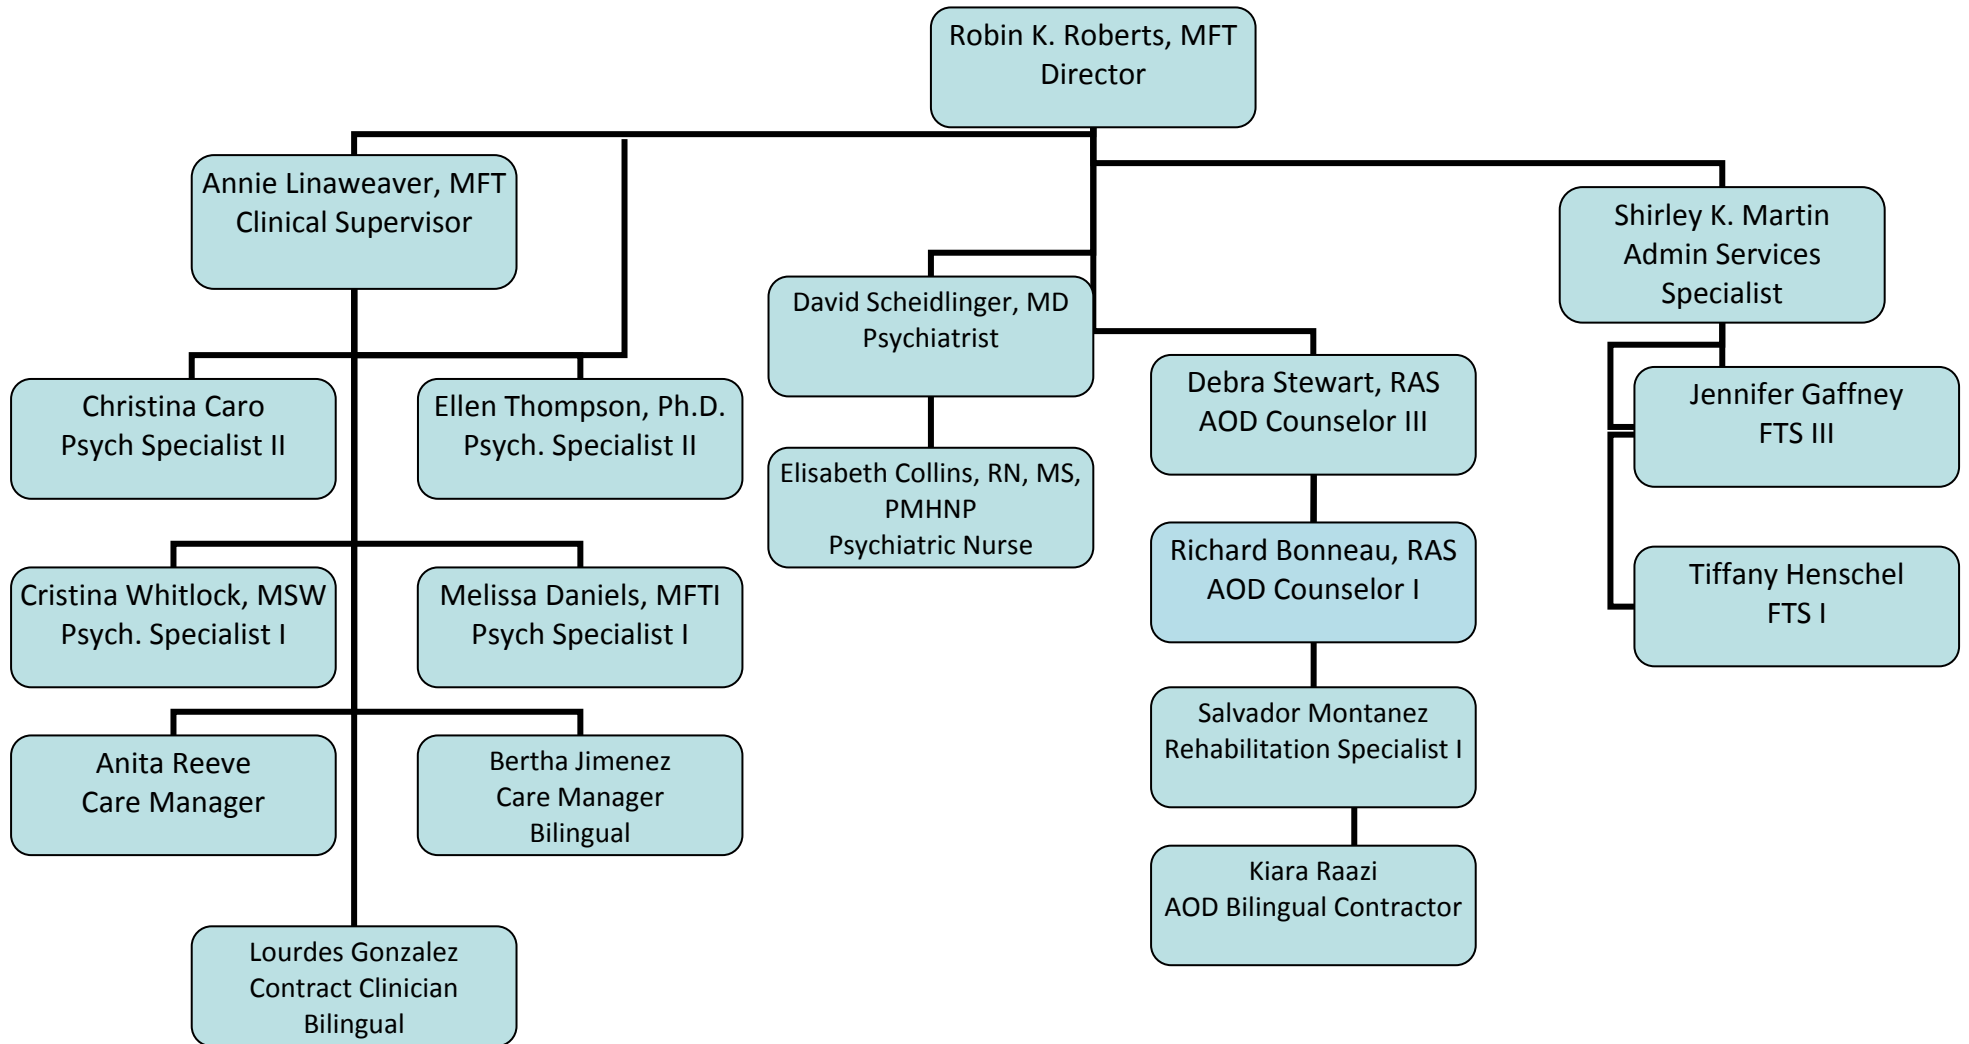 Robin K. Roberts, MFT
Director
Annie Linaweaver, MFT
Clinical Supervisor
Shirley K. Martin
Admin Services
Specialist
David Scheidlinger, MD
Psychiatrist
Christina Caro
Psych Specialist II
Ellen Thompson, Ph.D.
Psych. Specialist II
Debra Stewart, RAS
AOD Counselor III
Jennifer Gaffney
FTS III
Elisabeth Collins, RN, MS,
PMHNP
Psychiatric Nurse
Richard Bonneau, RAS
AOD Counselor I
Cristina Whitlock, MSW
Psych. Specialist I
Melissa Daniels, MFTI
Psych Specialist I
Tiffany Henschel
FTS I
Salvador Montanez
Rehabilitation Specialist I
Anita Reeve
Care Manager
Bertha Jimenez
Care Manager
Bilingual
Kiara Raazi
AOD Bilingual Contractor
Lourdes Gonzalez
Contract Clinician
Bilingual